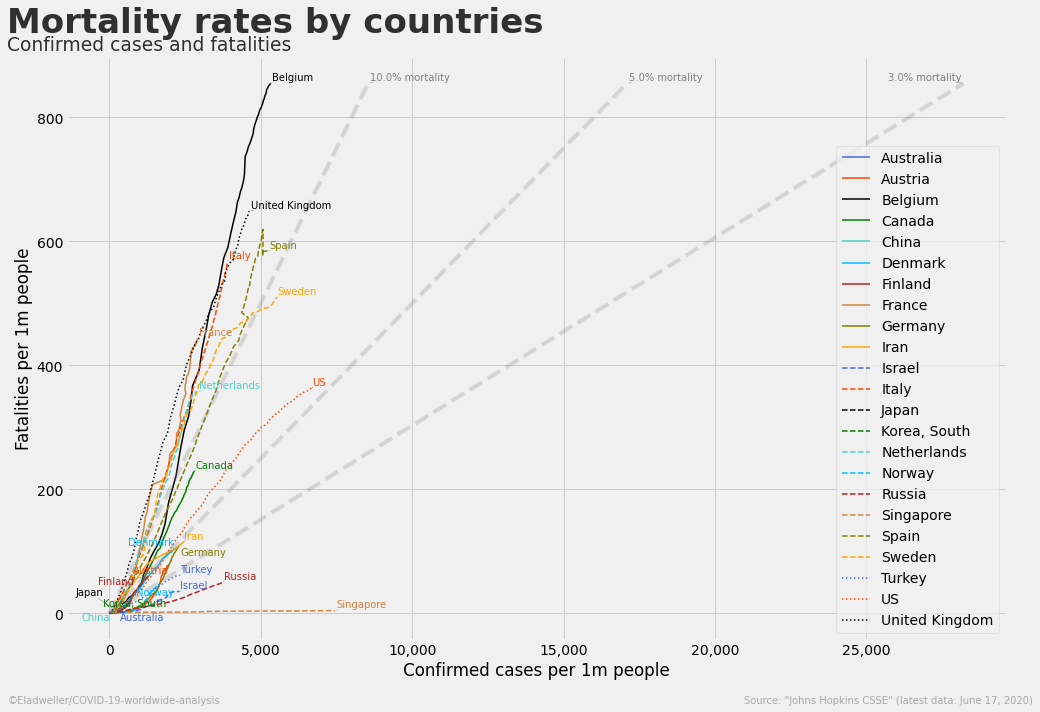 Mortality rates by countries
Confirmed cases and fatalities
Belgium
10.0% mortality
5.0% mortality
3.0% mortality
800
United Kingdom
600
Spain
Italy
Sweden
France
400
Netherlands
US
Canada
200
Iran
Denmark
Germany
Austria
Turkey
Finland
Russia
Israel
Japan
Norway
Korea, South
Singapore
0
China
Australia
Fatalities per 1m people
Australia
Austria
Belgium
Canada
China
Denmark
Finland
France
Germany
Iran
Israel
Italy
Japan
Korea, South
Netherlands
Norway
Russia
Singapore
Spain
Sweden
Turkey
US
United Kingdom
0
5,000
10,000
15,000
20,000
25,000
Confirmed cases per 1m people
©Eladweller/COVID-19-worldwide-analysis
Source: "Johns Hopkins CSSE" (latest data: June 17, 2020)